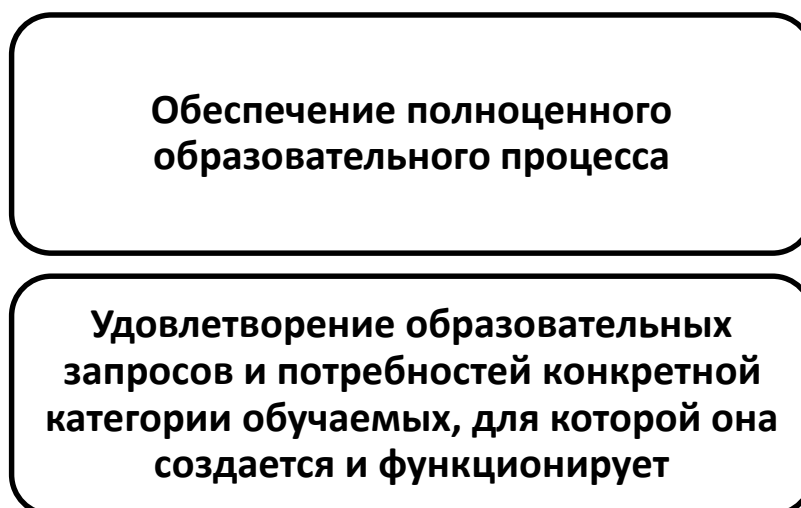 Обеспечение полноценного
образовательного процесса
Удовлетворение образовательных
запросов и потребностей конкретной
категории обучаемых, для которой она
создается и функционирует